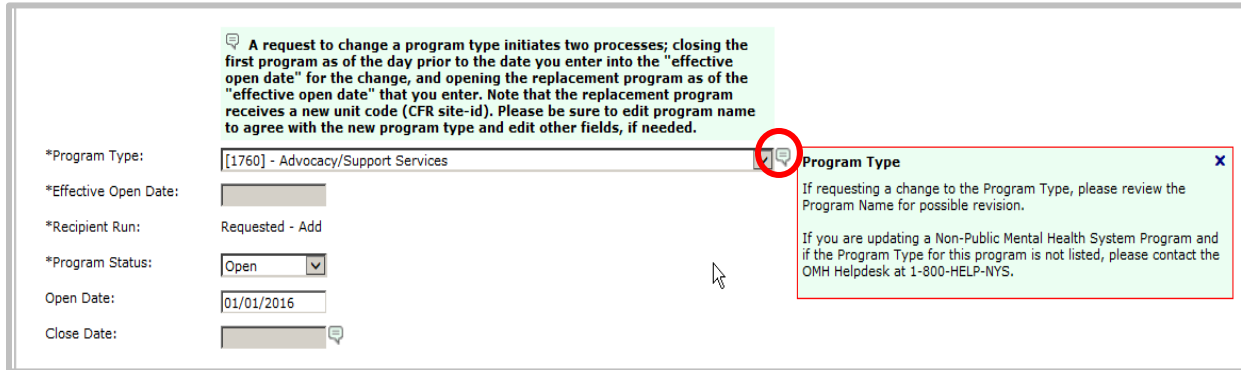 A request to change a program type initiates two processes; closing the
first program as of the day prior to the date you enter into the "effective
open date" for the change, and opening the replacement program as of the
"effective open date" that you enter. Note that the replacement program
receives a new unit code (CFR site-id). Please be sure to edit program name
to agree with the new program type and edit other fields, if needed.
*Program Type:
[1760] - Advocacy/Support Services
*Effective Open Date:
*Recipient Run:
Requested - Add
*Program Status:
Open
Open Date:
01/01/2016
Close Date:
Program Type
x
If requesting a change to the Program Type, please review the
Program Name for possible revision.
If you are updating a Non-Public Mental Health System Program and
if the Program Type for this program is not listed, please contact the
OMH Helpdesk at 1-800-HELP-NYS.